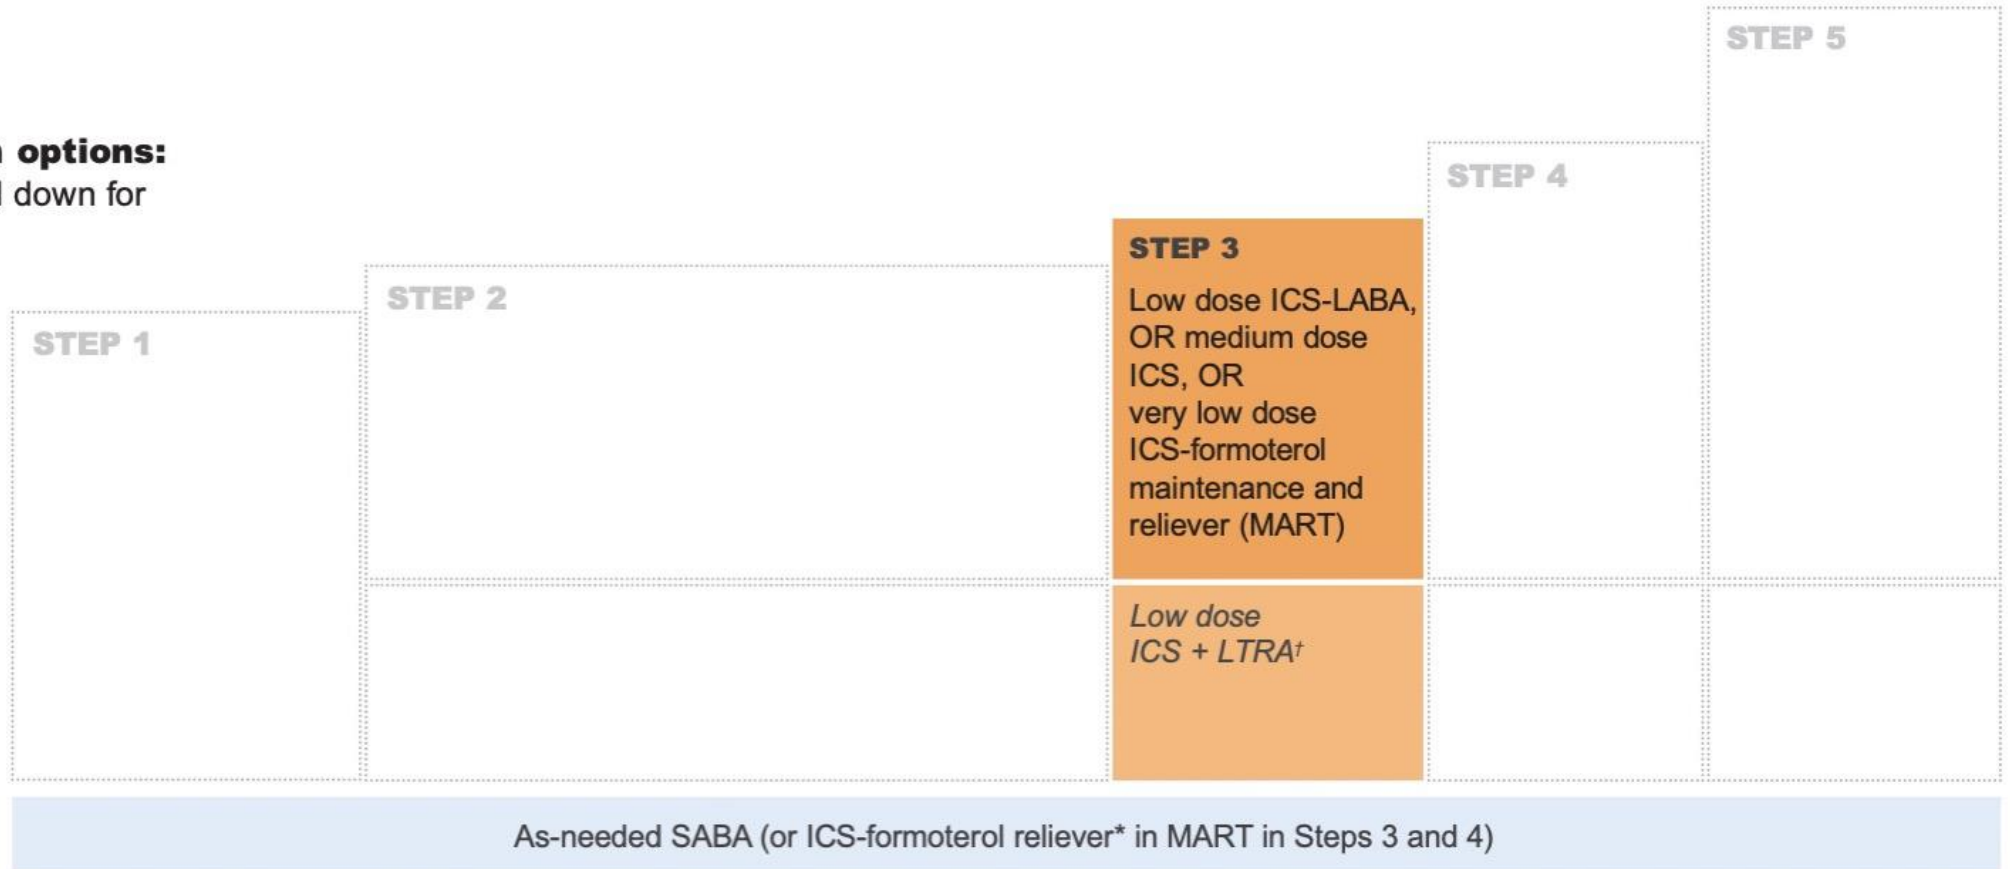 STEP 5
options:
down for
STEP 4
STEP 3
Low dose ICS-LABA,
OR medium dose
ICS, OR
very low dose
ICS-formoterol
maintenance and
reliever (MART)
STEP 2
STEP 1
Low dose
ICS + LTRA†
As-needed SABA (or ICS-formoterol reliever* in MART in Steps 3 and 4)